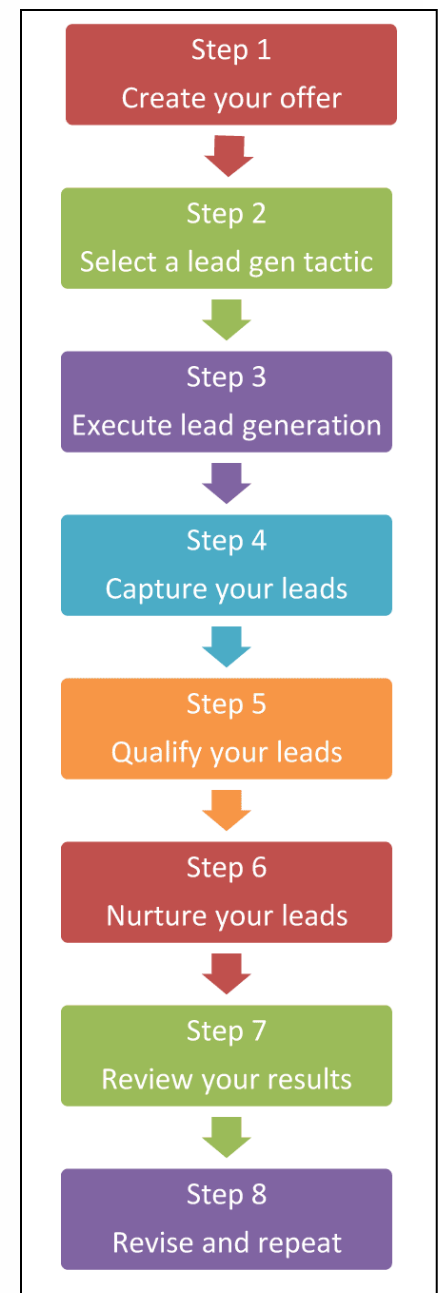 Step 1
Create your offer
Step 2
Select a lead gen tactic
Step 3
Execute lead generation
Step 4
Capture your leads
Step 5
Qualify your leads
Step 6
Nurture your leads
Step 7
Review your results
Step 8
Revise and repeat